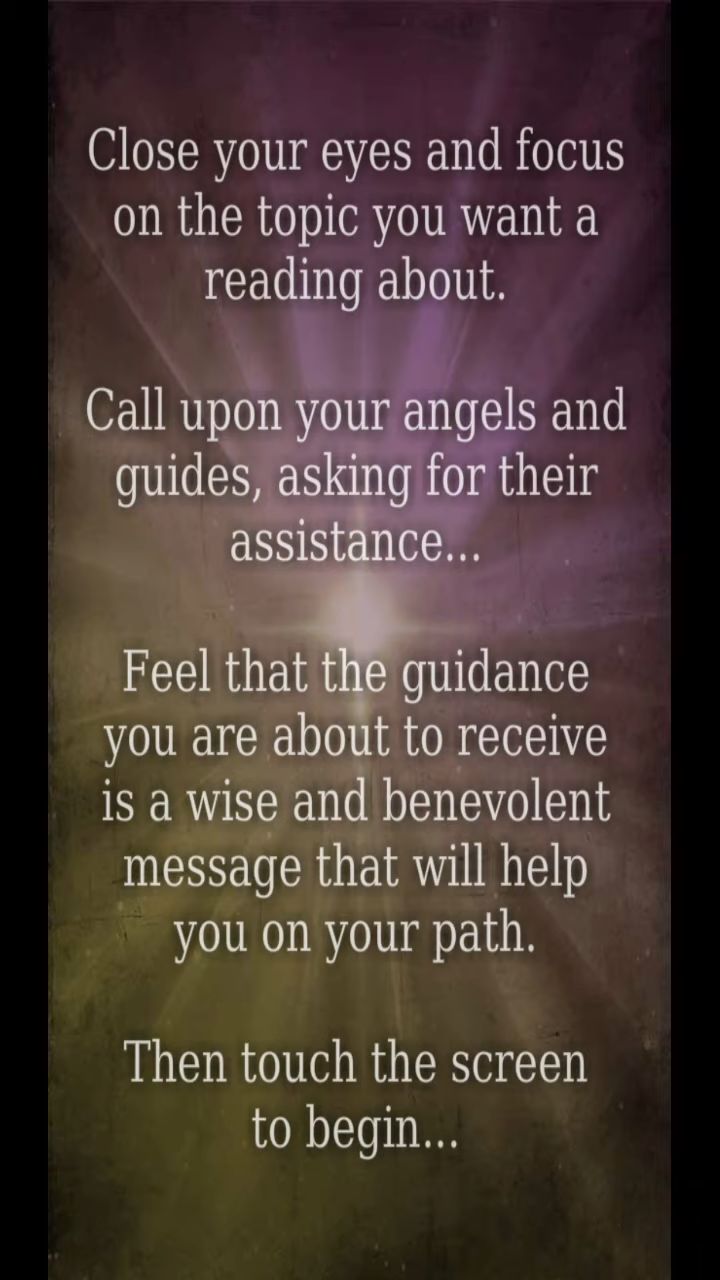 Close your eyes and focus
on the topic you want a
reading about.
Call upon your angels and
guides, asking for their
assistance...
Feel that the guidance
you are about to receive
is a wise and benevolent
message that will help
you on your path.
Then touch the screen
to begin...